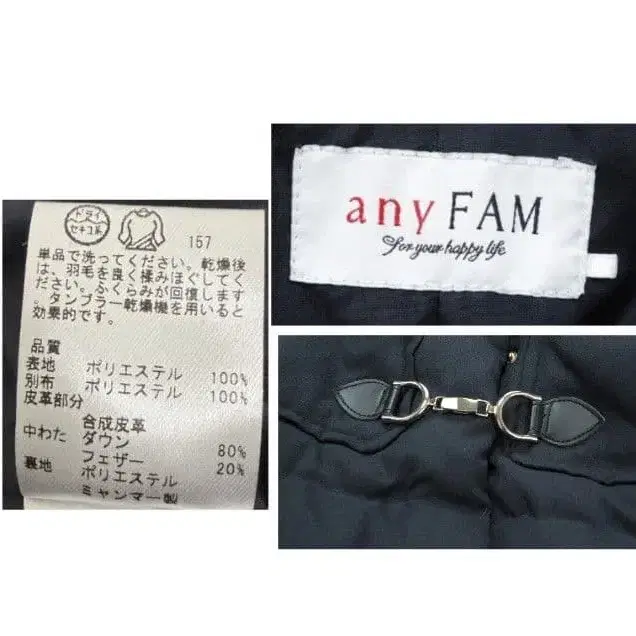 ドライ
セキユ系
157
単品で洗ってください。乾燥後
は、羽毛を良く揉みほぐしてく
ださい。ふくらみが回復します
。タンブラー乾燥機を用いると
効果的です。
品質
表地 ポリエステル 100%
別布 ポリエステル 100%
皮革部分
合成皮革
中わた ダウン 80%
フェザー 20%
裏地 ポリエステル
ミャンマー製
any FAM
for your happy life